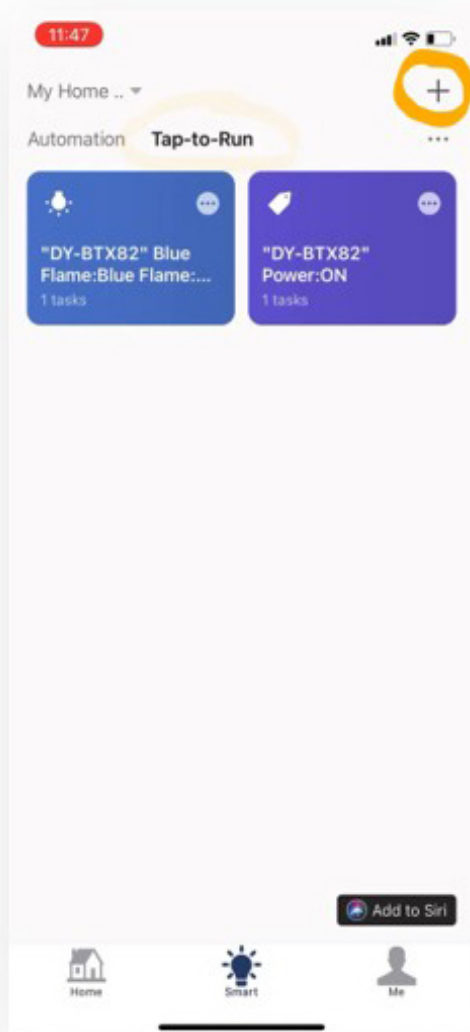 11:47
My Home ..
Automation Tap-to-Run
"DY-BTX82" Blue
Flame:Blue Flame:...
1 tasks
"DY-BTX82"
Power:ON
1 tasks
Add to Siri
Home Smart Me